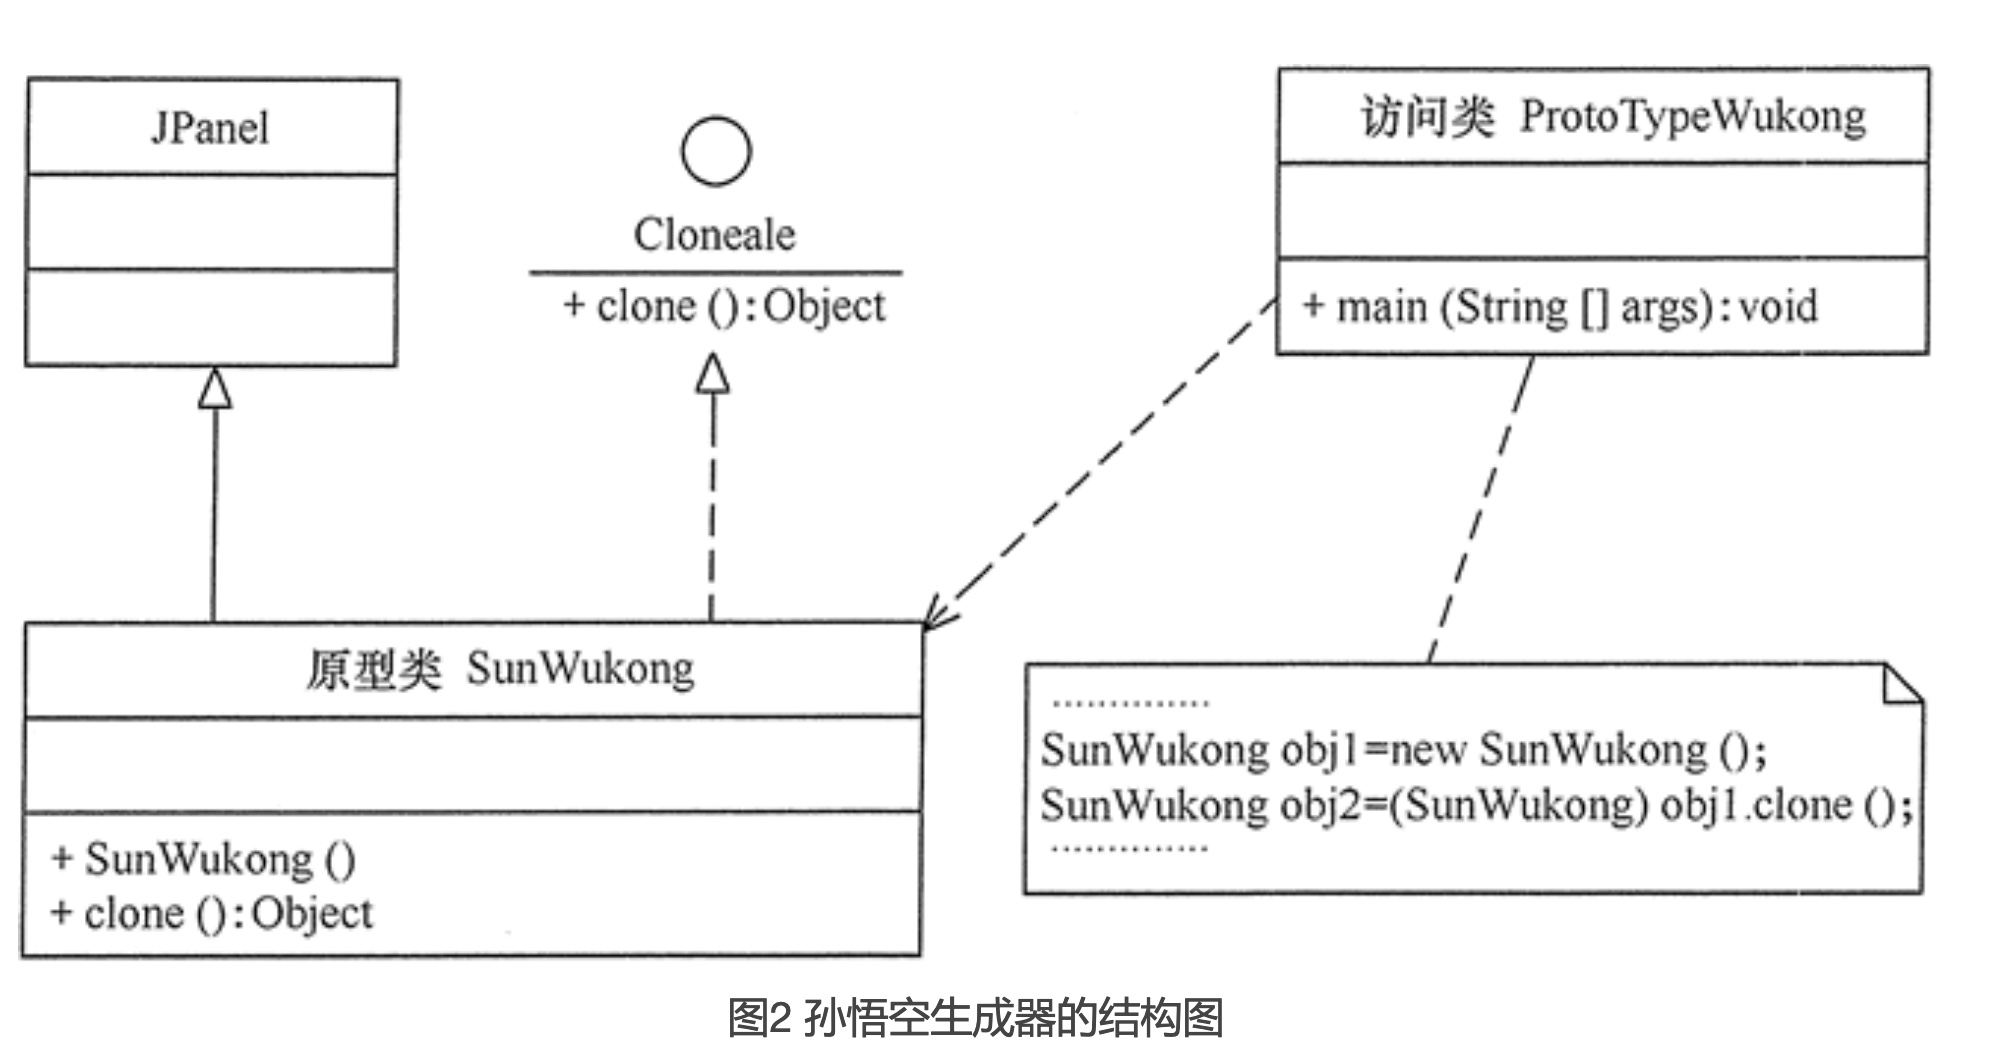 JPanel
Cloneale
+ clone ():Object
访问类 ProtoTypeWukong
+ main (String [] args):void
原型类 SunWukong
+ SunWukong ()
+ clone ():Object
..............
SunWukong obj1=new SunWukong ();
SunWukong obj2=(SunWukong) obj1.clone ();
..............
图2 孙悟空生成器的结构图